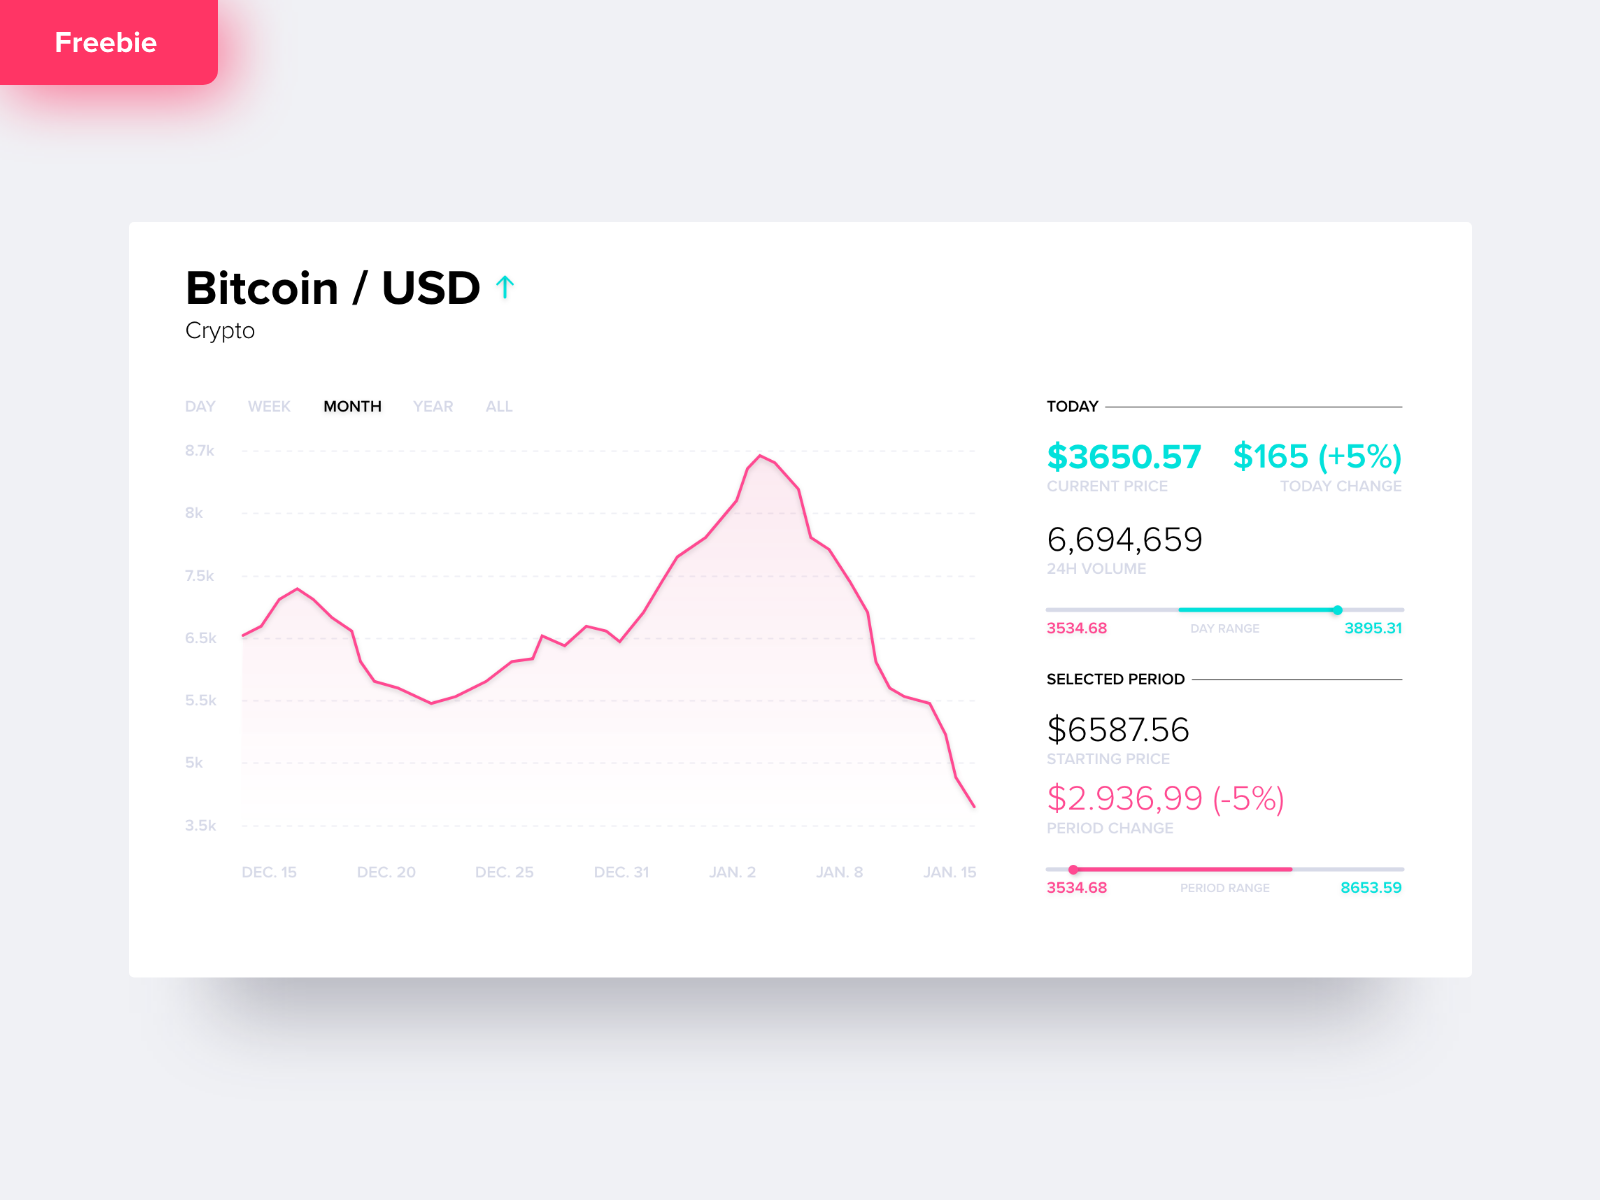 Freebie
Bitcoin / USD
Crypto
DAY WEEK MONTH YEAR ALL
8.7k
8k
7.5k
6.5k
5.5k
5k
3.5k
DEC. 15 DEC. 20 DEC. 25 DEC. 31 JAN. 2 JAN. 8 JAN. 15
TODAY
$3650.57 $165 (+5%)
CURRENT PRICE TODAY CHANGE
6,694,659
24H VOLUME
3534.68 DAY RANGE 3895.31
SELECTED PERIOD
$6587.56
STARTING PRICE
$2.936,99 (-5%)
PERIOD CHANGE
3534.68 PERIOD RANGE 8653.59